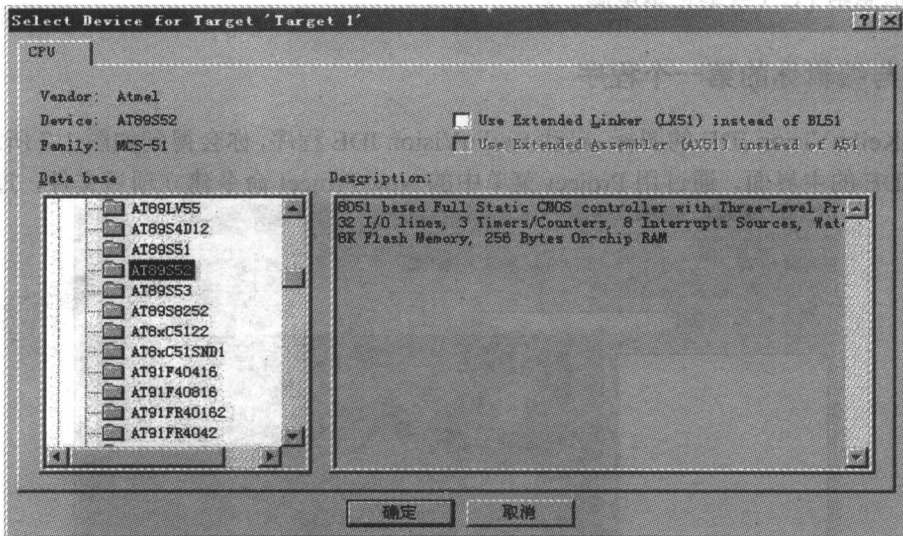 Select Device for Target 'Target 1'
CPU
Vendor: Atmel
Device: AT89S52
Family: MCS-51
Use Extended Linker (LX51) instead of BL51
Use Extended Assembler (AX51) instead of A51
Data base
AT89LV55
AT89S4D12
AT89S51
AT89S52
AT89S53
AT89S8252
AT8xC5122
AT8xC51SND1
AT91F40416
AT91F40816
AT91FR40162
AT91FR4042
Description:
8051 based Full Static CMOS controller with Three-Level
32 I/O lines, 3 Timers/Counters, 8 Interrupts Sources,
8K Flash Memory, 256 Bytes On-chip RAM
确定
取消